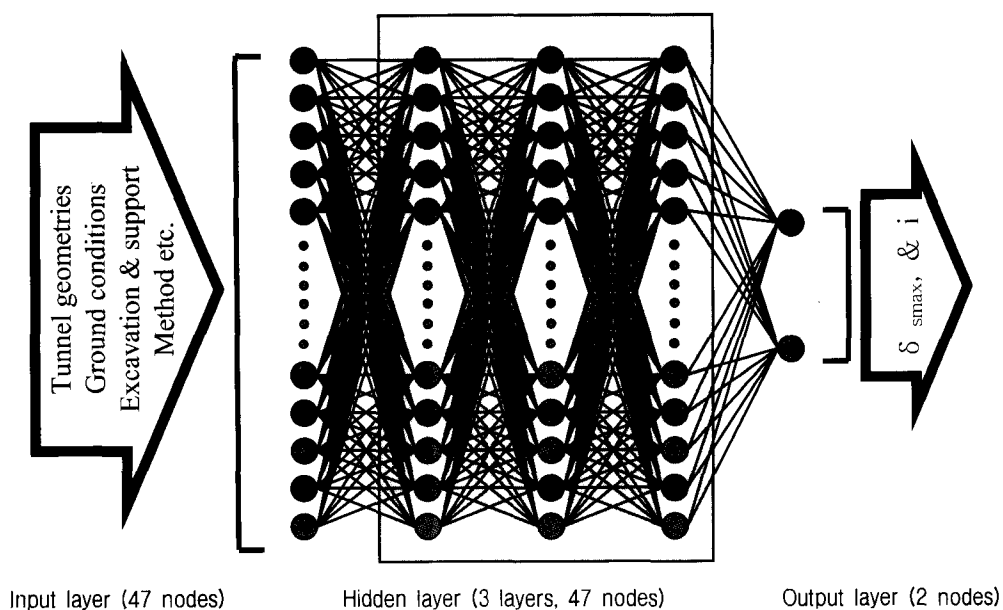 Tunnel geometries
Ground conditions
Excavation & support
Method etc.
δ smax, & i
Input layer (47 nodes)
Hidden layer (3 layers, 47 nodes)
Output layer (2 nodes)